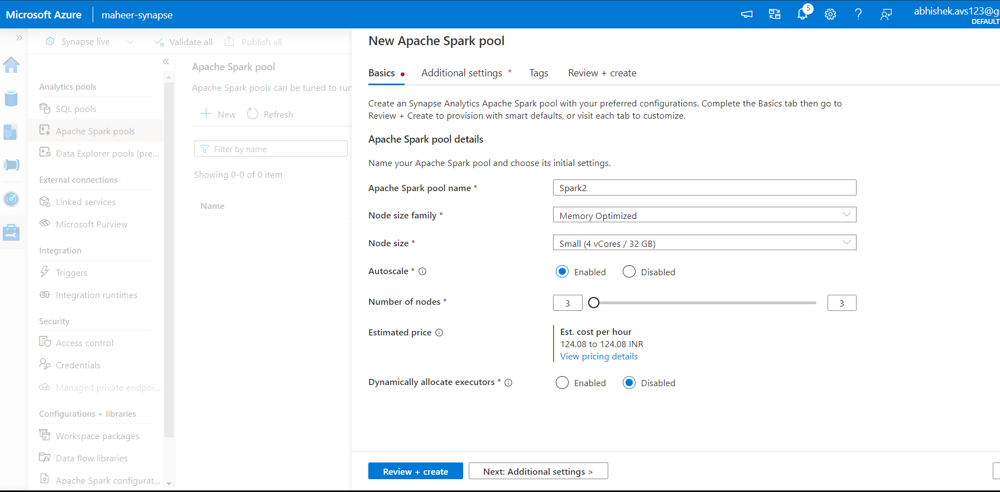 Microsoft Azure
maheer-synapse
5
abhishek.avs123@g
DEFAULT
Synapse live
Validate all
Publish all
Analytics pools
SQL pools
Apache Spark pools
Data Explorer pools (pre...
External connections
Linked services
Microsoft Purview
Integration
Triggers
Integration runtimes
Security
Access control
Credentials
Managed private endpoi...
Configurations + libraries
Workspace packages
Data flow libraries
Apache Spark configurat...
Apache Spark pool
Apache Spark pools can be tuned to run
New
Refresh
Filter by name
Showing 0-0 of 0 item
Name
New Apache Spark pool
Basics
Additional settings *
Tags
Review + create
Create an Synapse Analytics Apache Spark pool with your preferred configurations. Complete the Basics tab then go to
Review + Create to provision with smart defaults, or visit each tab to customize.
Apache Spark pool details
Name your Apache Spark pool and choose its initial settings.
Apache Spark pool name *
Spark2
Node size family *
Memory Optimized
Node size *
Small (4 vCores / 32 GB)
Autoscale *
Enabled
Disabled
Number of nodes *
3
3
Estimated price
Est. cost per hour
124.08 to 124.08 INR
View pricing details
Dynamically allocate executors *
Enabled
Disabled
Review + create
Next: Additional settings >